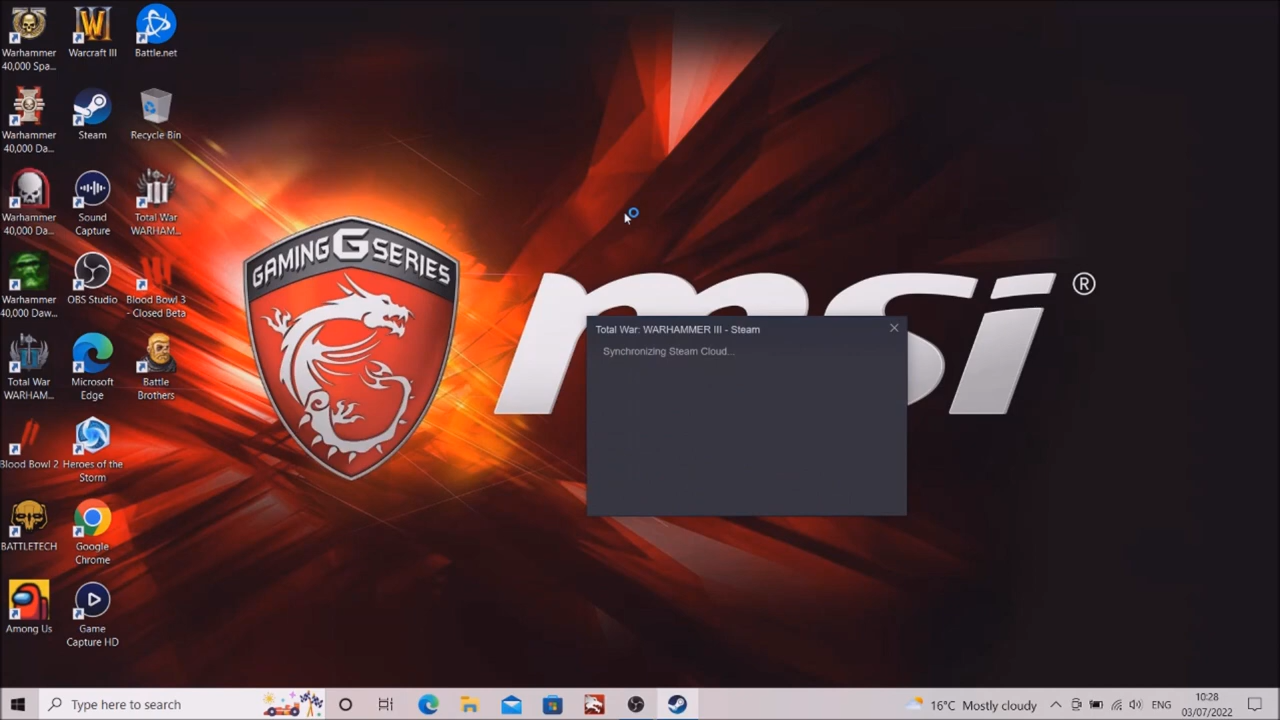 Warhammer
40,000 Spa...
Warcraft III
Battle.net
Warhammer
40,000 Da...
Steam
Recycle Bin
Warhammer
40,000 Da...
Sound
Capture
Total War
WARHAM...
Warhammer
40,000 Daw...
OBS Studio
Blood Bowl 3
- Closed Beta
Total War
WARHAM...
Microsoft
Edge
Battle
Brothers
Blood Bowl 2
Heroes of the
Storm
BATTLETECH
Google
Chrome
Among Us
Game
Capture HD
GAMING G SERIES
msi ®
Total War: WARHAMMER III - Steam
Synchronizing Steam Cloud...
Type here to search
16°C Mostly cloudy
ENG
10:28
03/07/2022